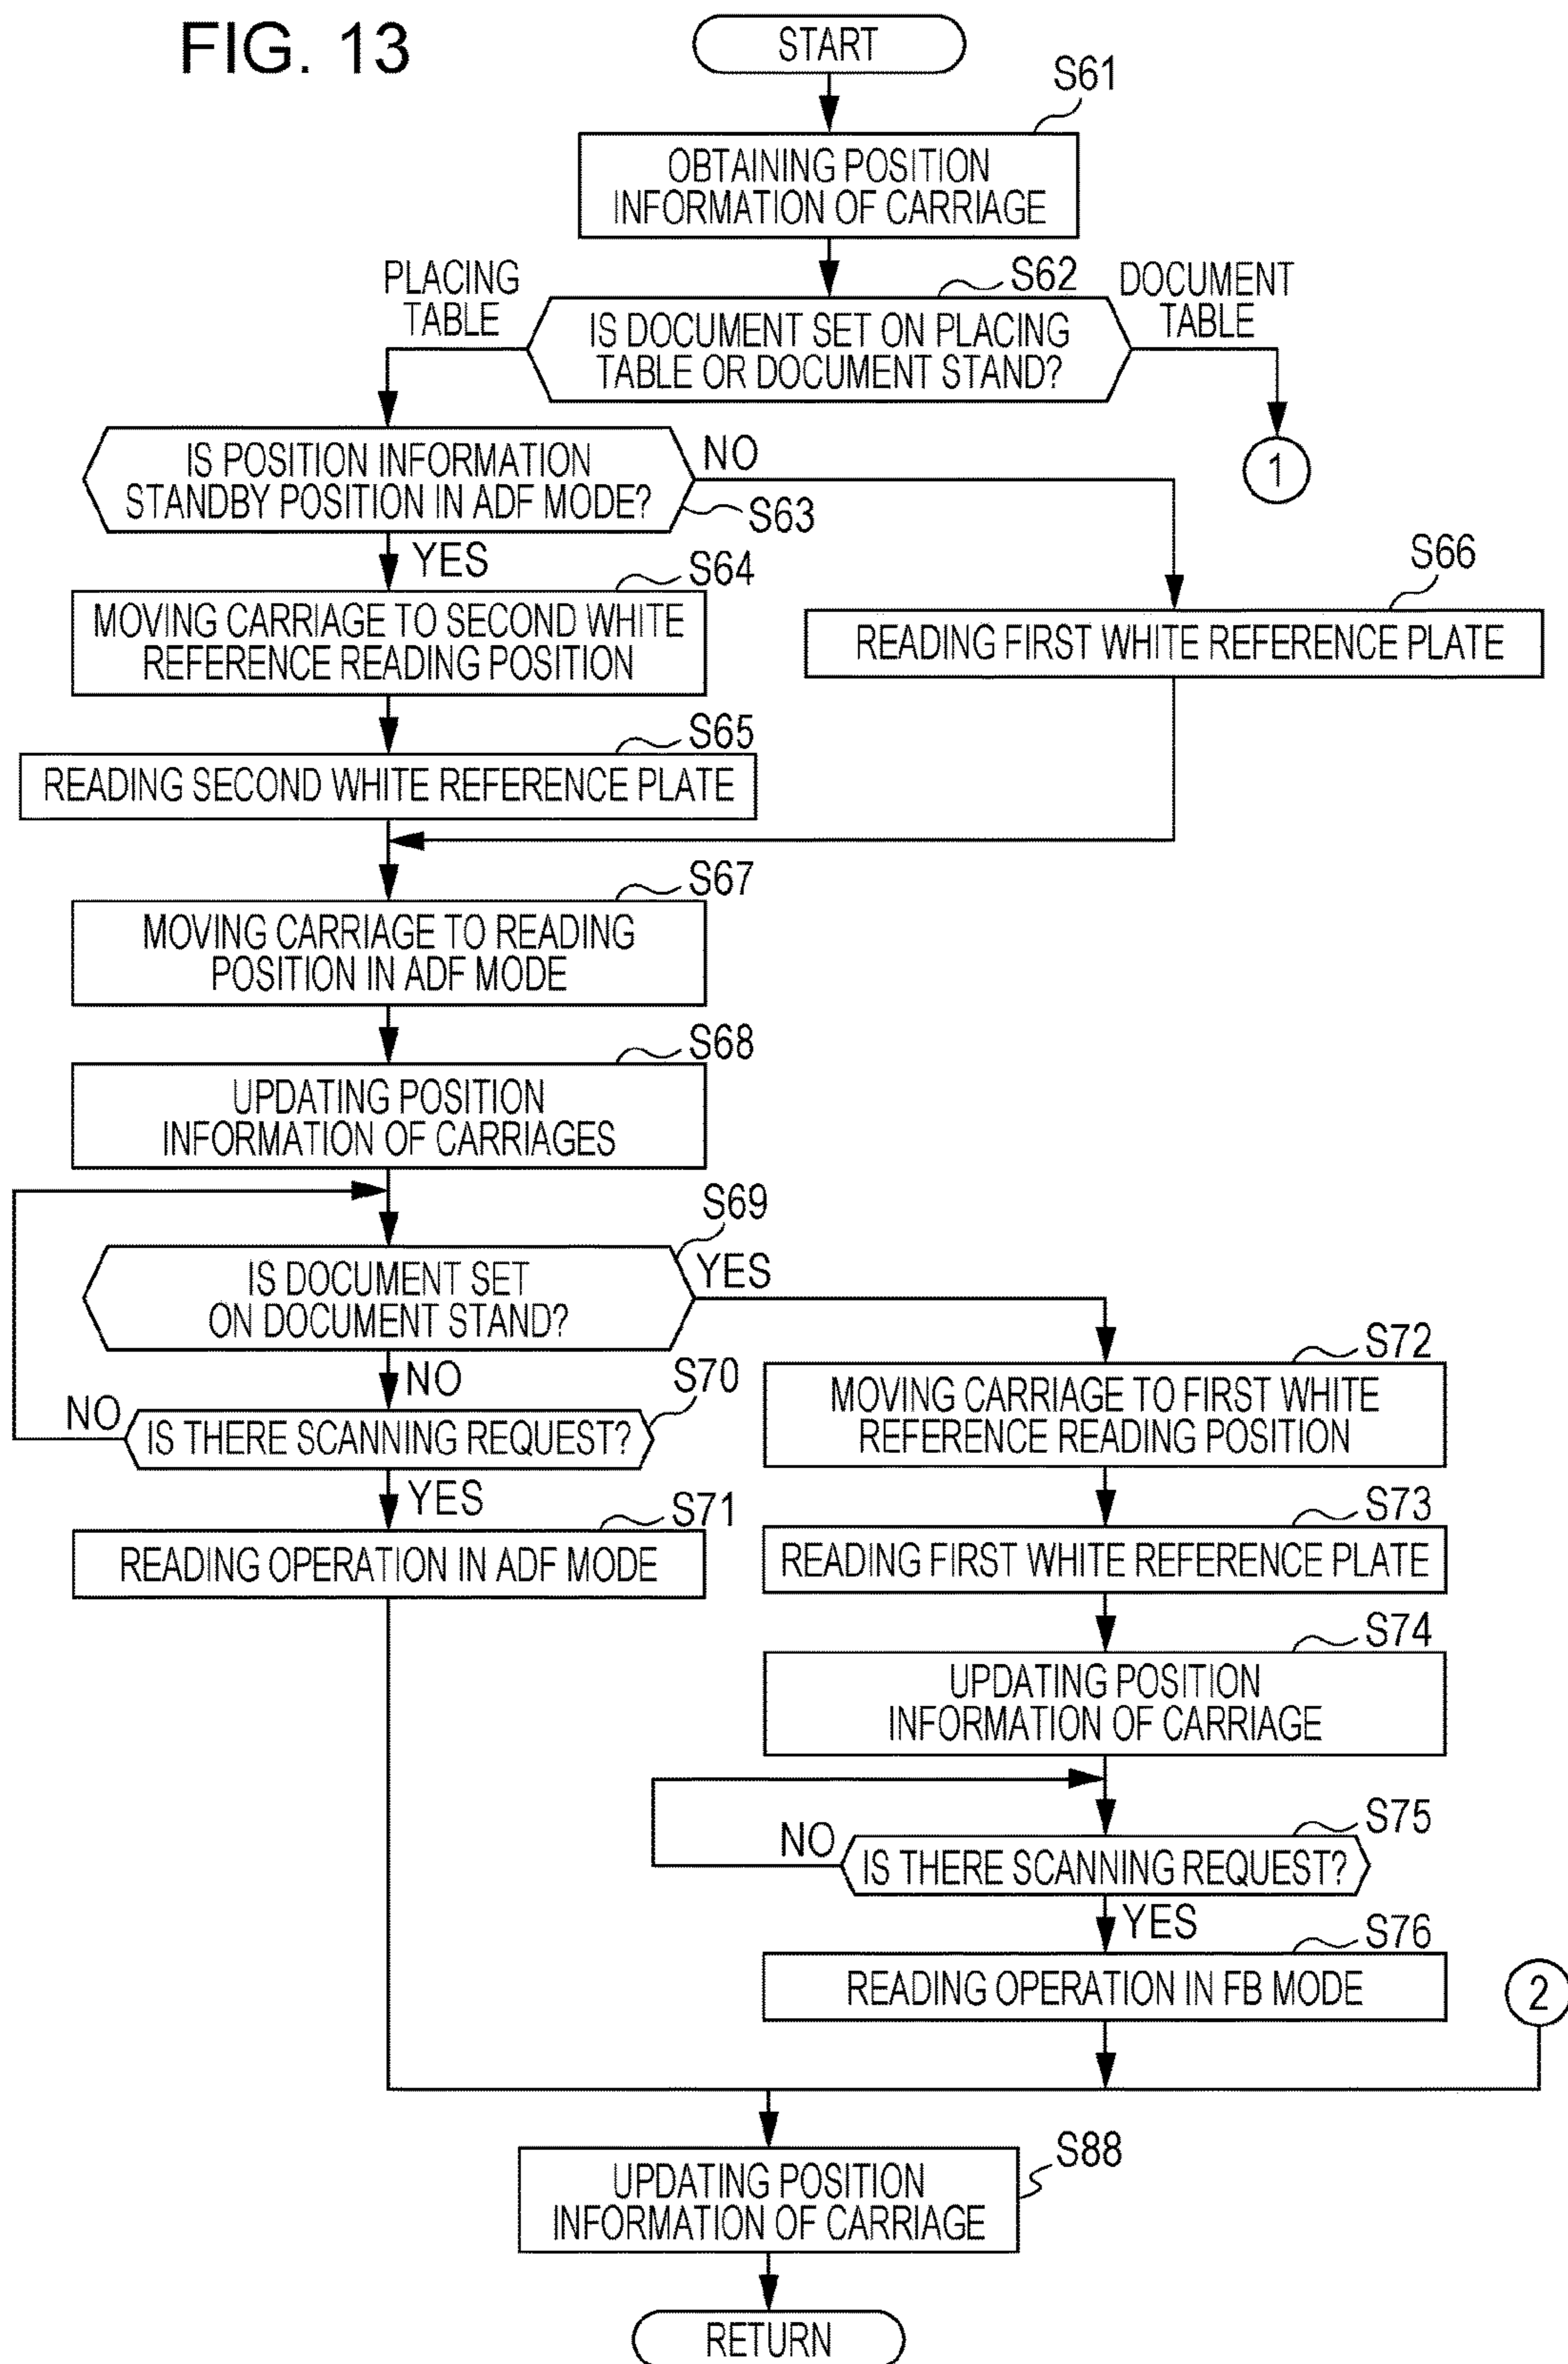 FIG. 13
START
S61
OBTAINING POSITION
INFORMATION OF CARRIAGE
S62
PLACING
TABLE
DOCUMENT
TABLE
IS DOCUMENT SET ON PLACING
TABLE OR DOCUMENT STAND?
1
IS POSITION INFORMATION
STANDBY POSITION IN ADF MODE?
NO
S63
YES
S64
MOVING CARRIAGE TO SECOND WHITE
REFERENCE READING POSITION
S66
READING FIRST WHITE REFERENCE PLATE
S65
READING SECOND WHITE REFERENCE PLATE
S67
MOVING CARRIAGE TO READING
POSITION IN ADF MODE
S68
UPDATING POSITION
INFORMATION OF CARRIAGES
S69
IS DOCUMENT SET
ON DOCUMENT STAND?
YES
NO
S70
NO
IS THERE SCANNING REQUEST?
YES
S71
READING OPERATION IN ADF MODE
S72
MOVING CARRIAGE TO FIRST WHITE
REFERENCE READING POSITION
S73
READING FIRST WHITE REFERENCE PLATE
S74
UPDATING POSITION
INFORMATION OF CARRIAGE
S75
NO
IS THERE SCANNING REQUEST?
YES
S76
READING OPERATION IN FB MODE
2
S88
UPDATING POSITION
INFORMATION OF CARRIAGE
RETURN